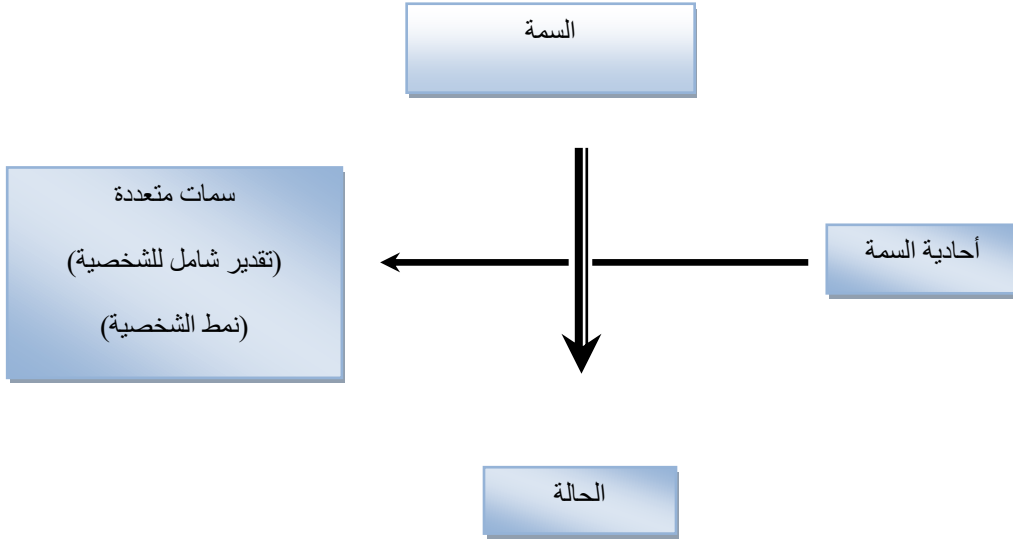 السمة
أحادية السمة
سمات متعددة
(تقدير شامل للشخصية)
(نمط الشخصية)
الحالة